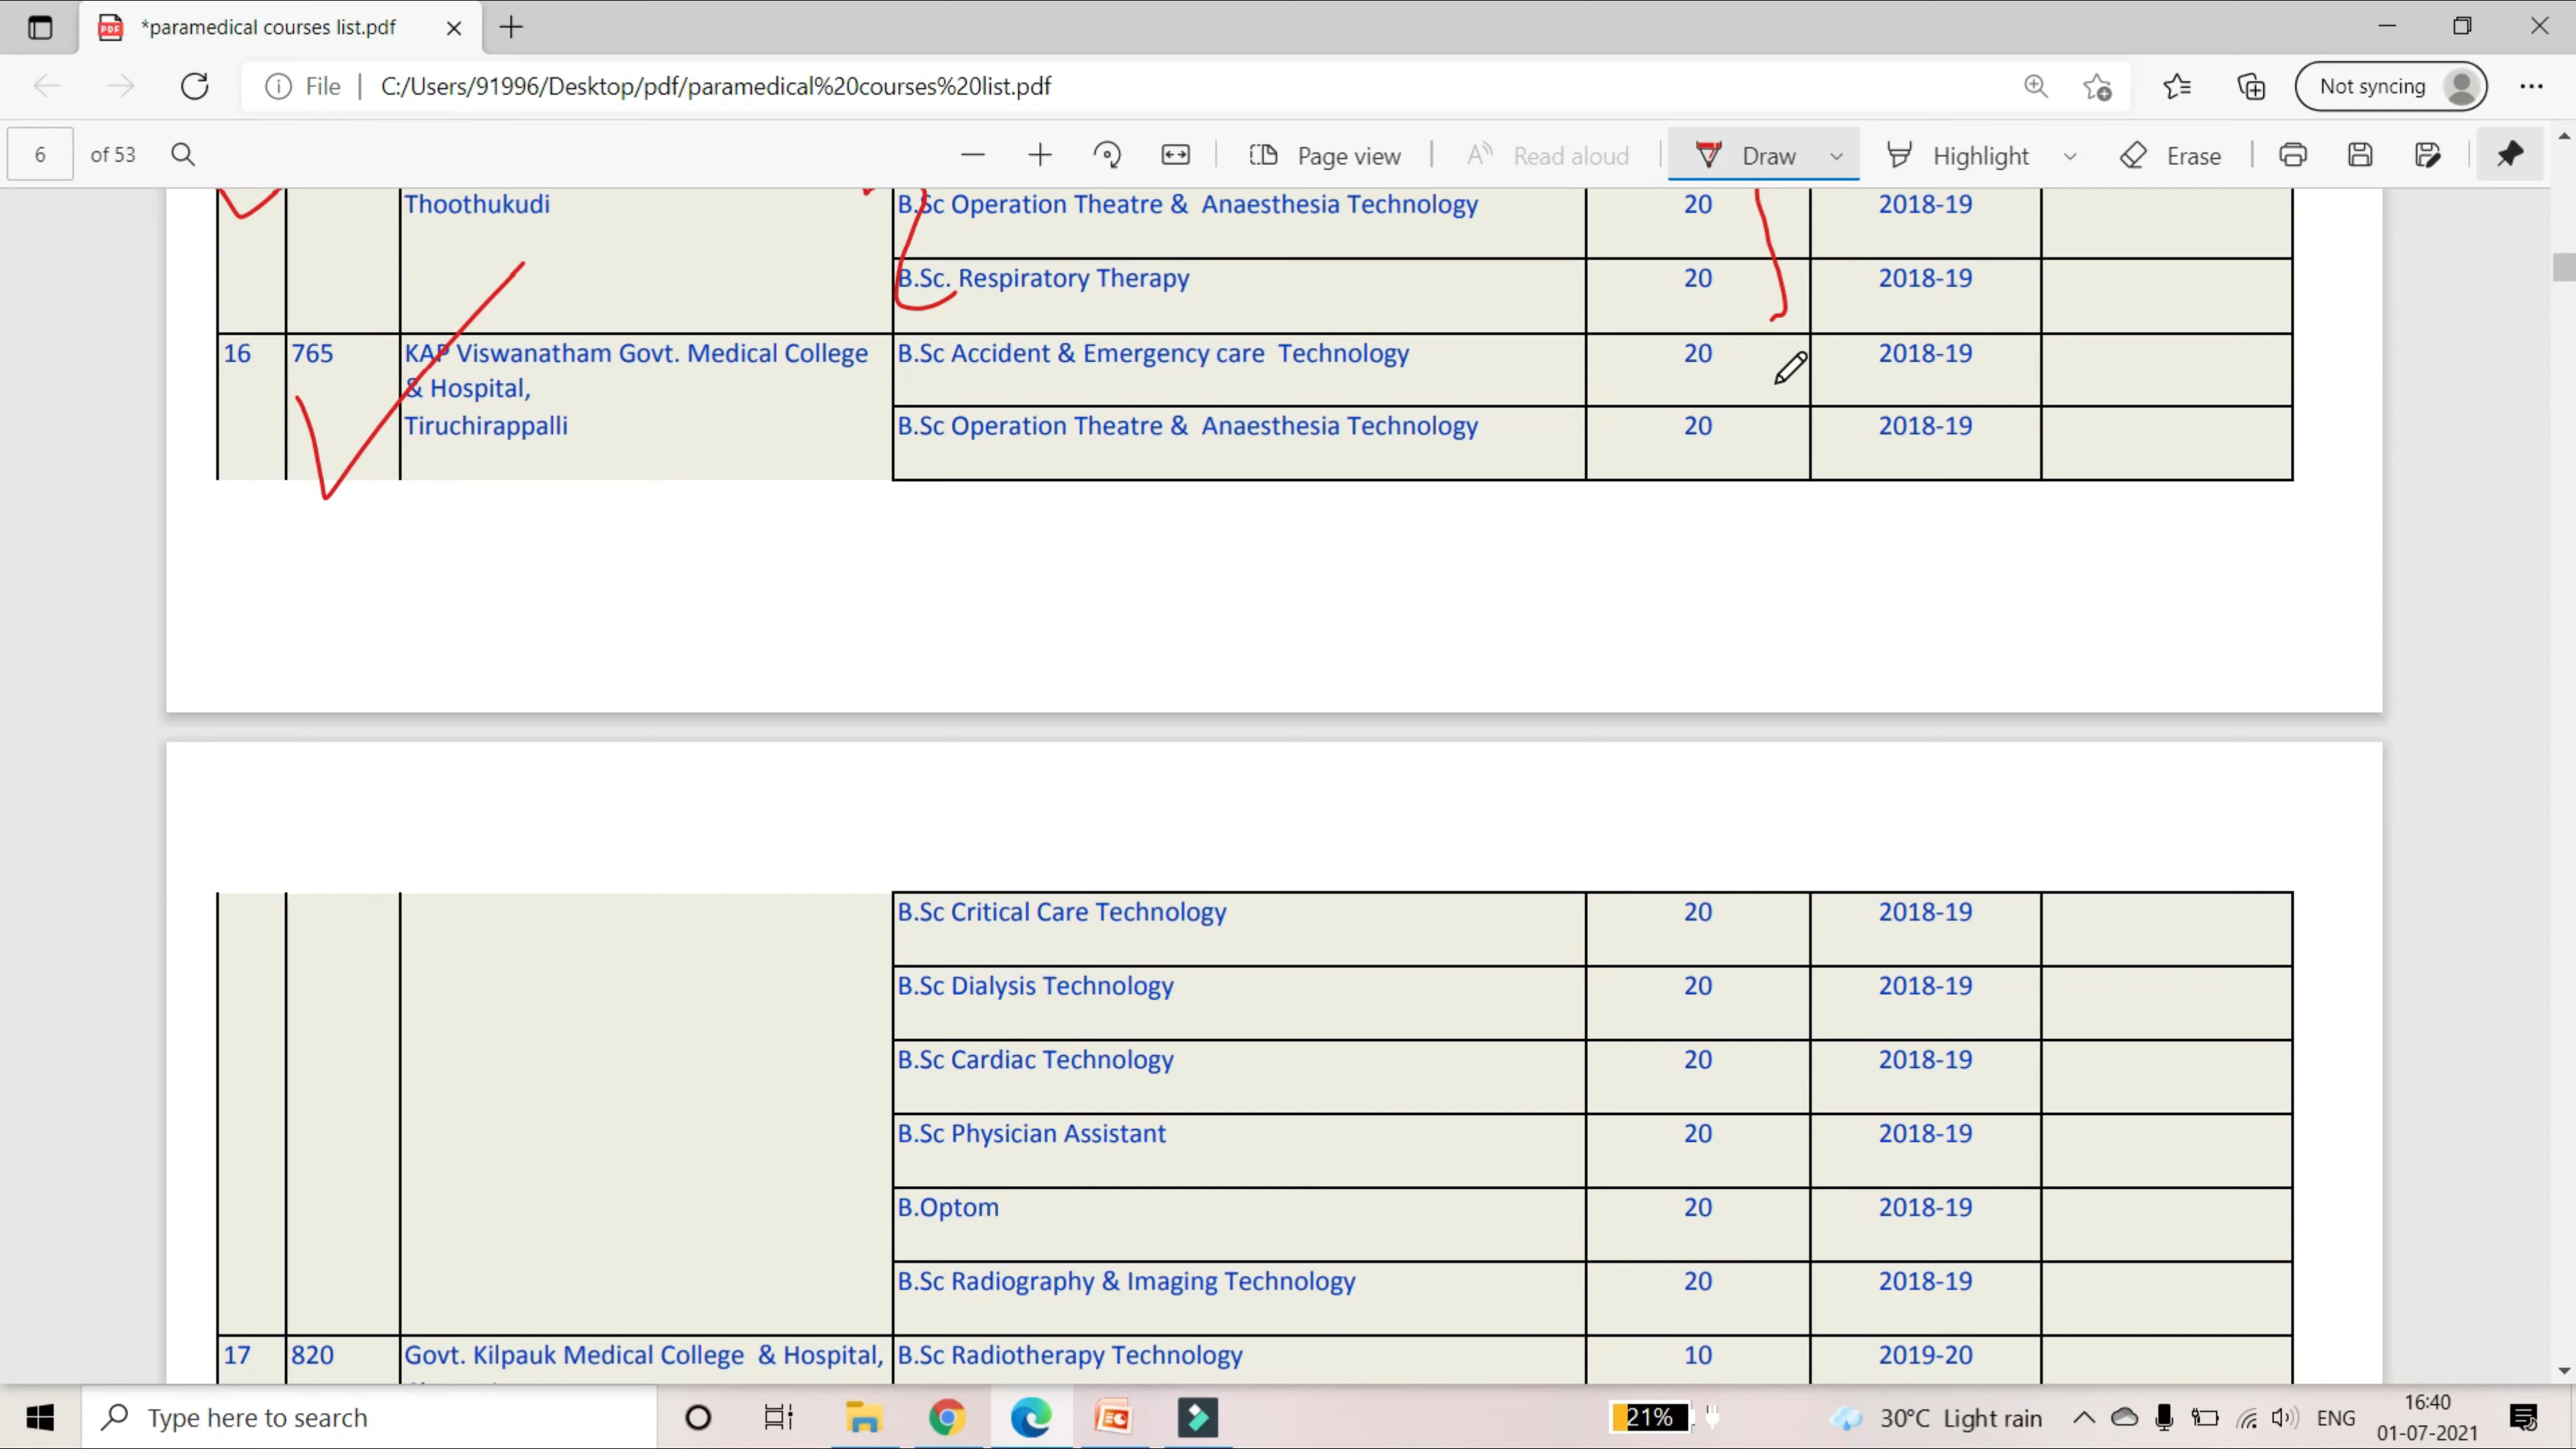 *paramedical courses list.pdf
File | C:/Users/91996/Desktop/pdf/paramedical%20courses%20list.pdf
Not syncing
6 of 53
Page view
Read aloud
Draw
Highlight
Erase
Thoothukudi B.Sc Operation Theatre & Anaesthesia Technology 20 2018-19
B.Sc. Respiratory Therapy 20 2018-19
16 765 KAP Viswanatham Govt. Medical College B.Sc Accident & Emergency care Technology 20 2018-19
& Hospital,
Tiruchirappalli B.Sc Operation Theatre & Anaesthesia Technology 20 2018-19
B.Sc Critical Care Technology 20 2018-19
B.Sc Dialysis Technology 20 2018-19
B.Sc Cardiac Technology 20 2018-19
B.Sc Physician Assistant 20 2018-19
B.Optom 20 2018-19
B.Sc Radiography & Imaging Technology 20 2018-19
17 820 Govt. Kilpauk Medical College & Hospital, B.Sc Radiotherapy Technology 10 2019-20
Type here to search
21%
30°C Light rain
ENG
16:40
01-07-2021